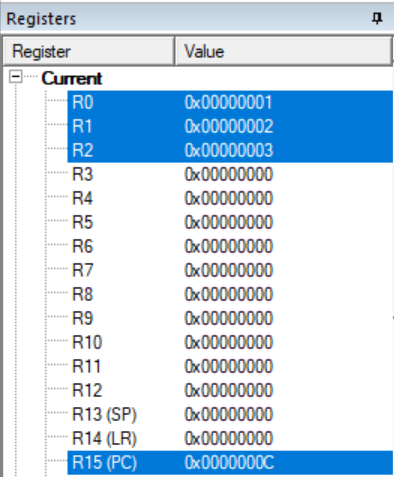 Registers
Register Value
Current
R0 0x00000001
R1 0x00000002
R2 0x00000003
R3 0x00000000
R4 0x00000000
R5 0x00000000
R6 0x00000000
R7 0x00000000
R8 0x00000000
R9 0x00000000
R10 0x00000000
R11 0x00000000
R12 0x00000000
R13 (SP) 0x00000000
R14 (LR) 0x00000000
R15 (PC) 0x0000000C